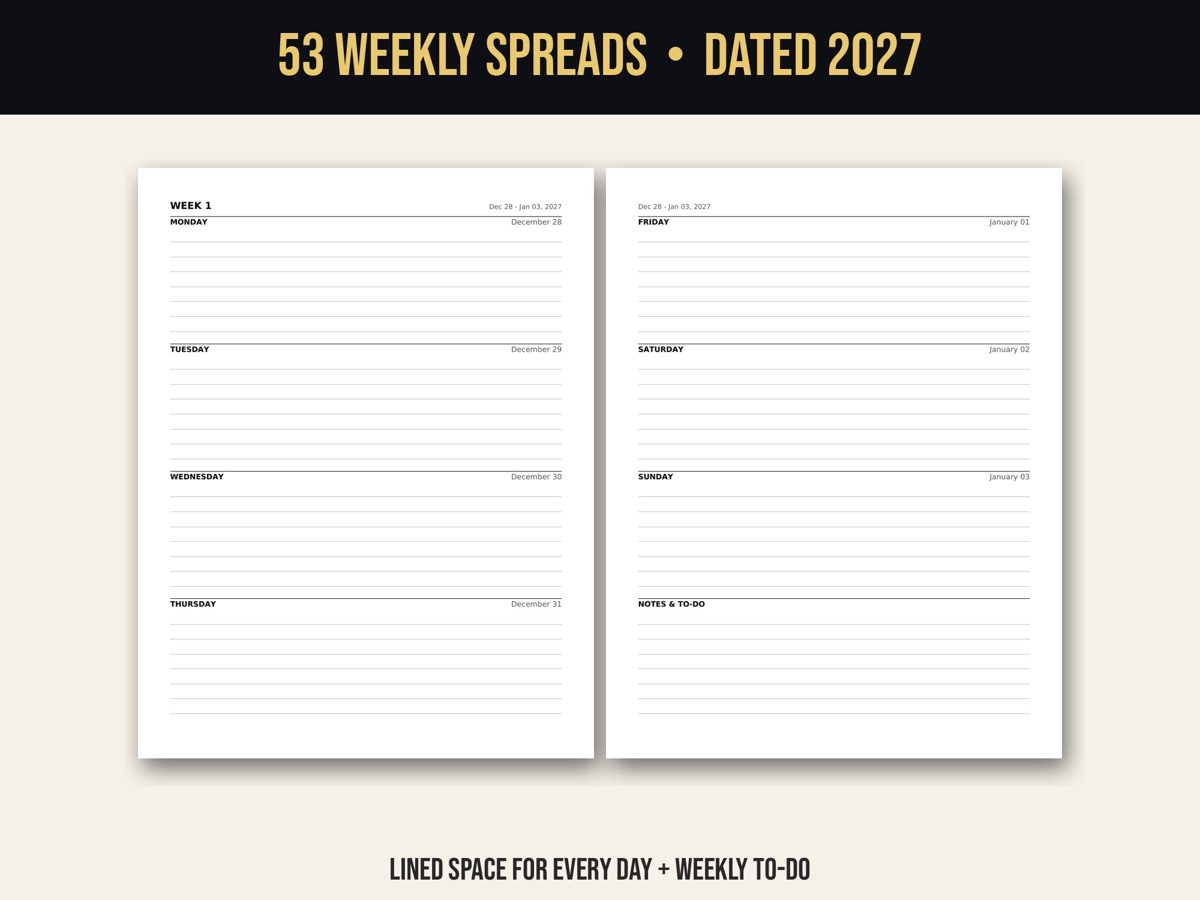 53 WEEKLY SPREADS • DATED 2027
WEEK 1 Dec 28 - Jan 03, 2027
MONDAY December 28
TUESDAY December 29
WEDNESDAY December 30
THURSDAY December 31
Dec 28 - Jan 03, 2027
FRIDAY January 01
SATURDAY January 02
SUNDAY January 03
NOTES & TO-DO
LINED SPACE FOR EVERY DAY + WEEKLY TO-DO